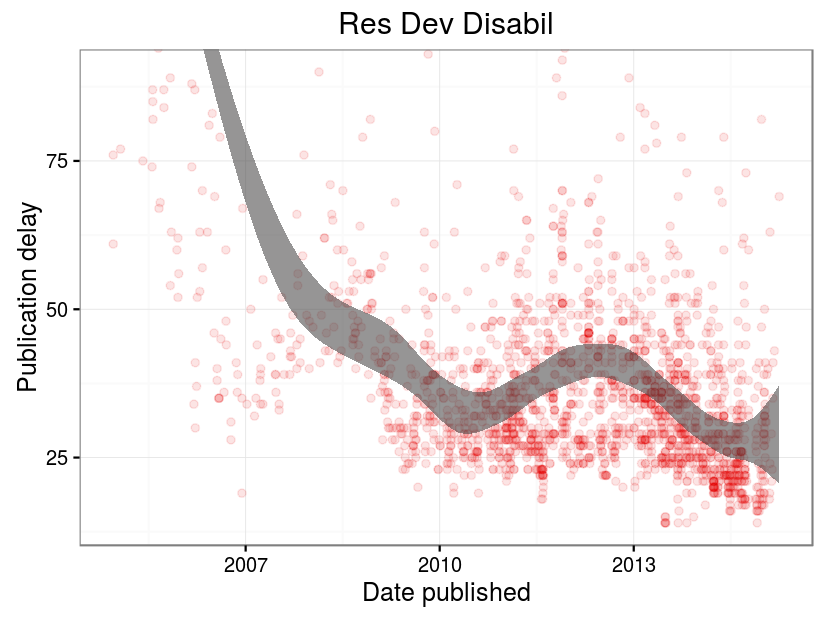 Res Dev Disabil
Publication delay
75
50
25
2007 2010 2013
Date published